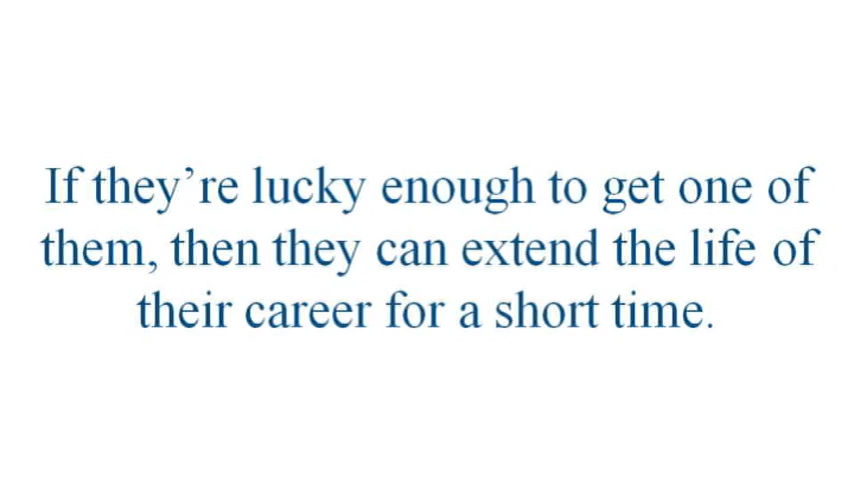 If they’re lucky enough to get one of
them, then they can extend the life of
their career for a short time.